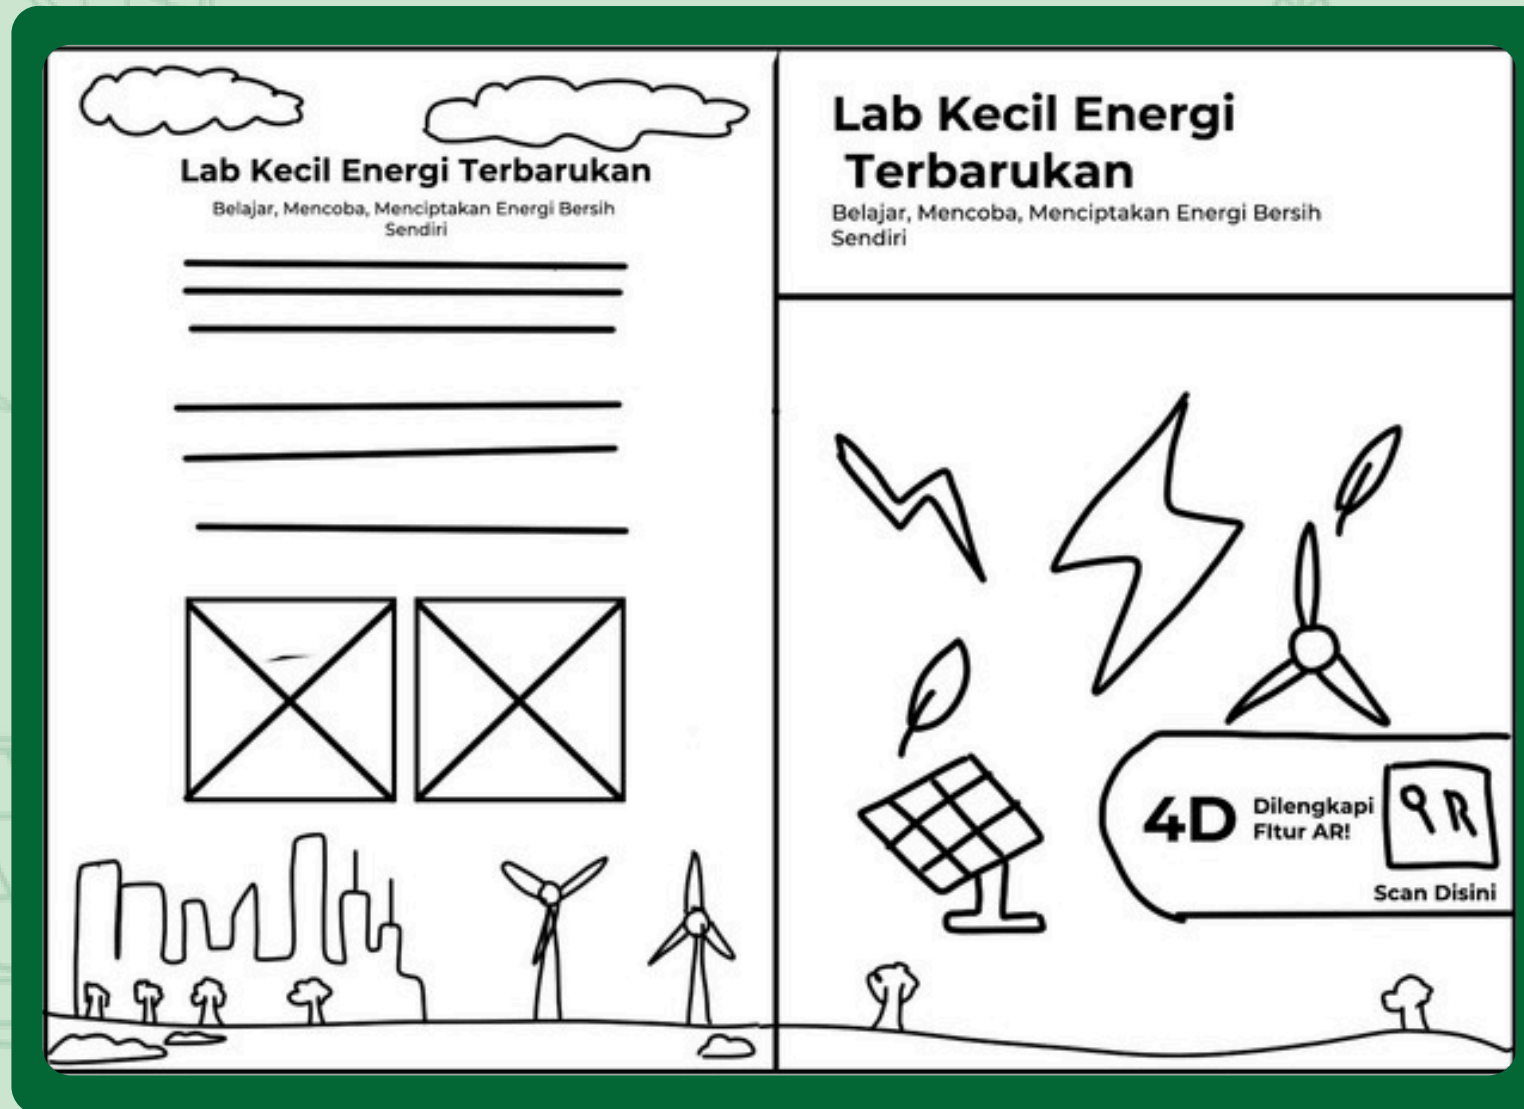 Lab Kecil Energi Terbarukan
Belajar, Mencoba, Menciptakan Energi Bersih
Sendiri
Lab Kecil Energi
Terbarukan
Belajar, Mencoba, Menciptakan Energi Bersih
Sendiri
4D
Dilengkapi
FItur AR!
QR
Scan Disini